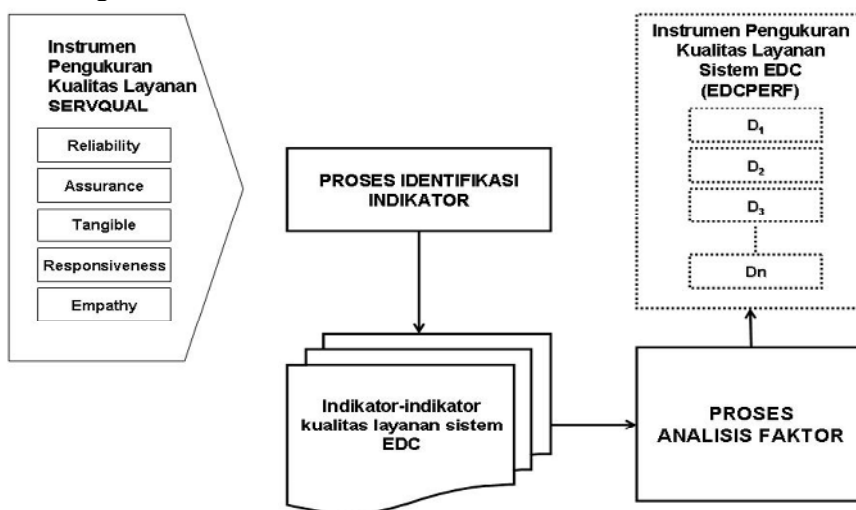 Instrumen
Pengukuran
Kualitas Layanan
SERVQUAL
Reliability
Assurance
Tangible
Responsiveness
Empathy
PROSES IDENTIFIKASI
INDIKATOR
Indikator-indikator
kualitas layanan sistem
EDC
PROSES
ANALISIS FAKTOR
Instrumen Pengukuran
Kualitas Layanan
Sistem EDC
(EDCPERF)
D1
D2
D3
Dn